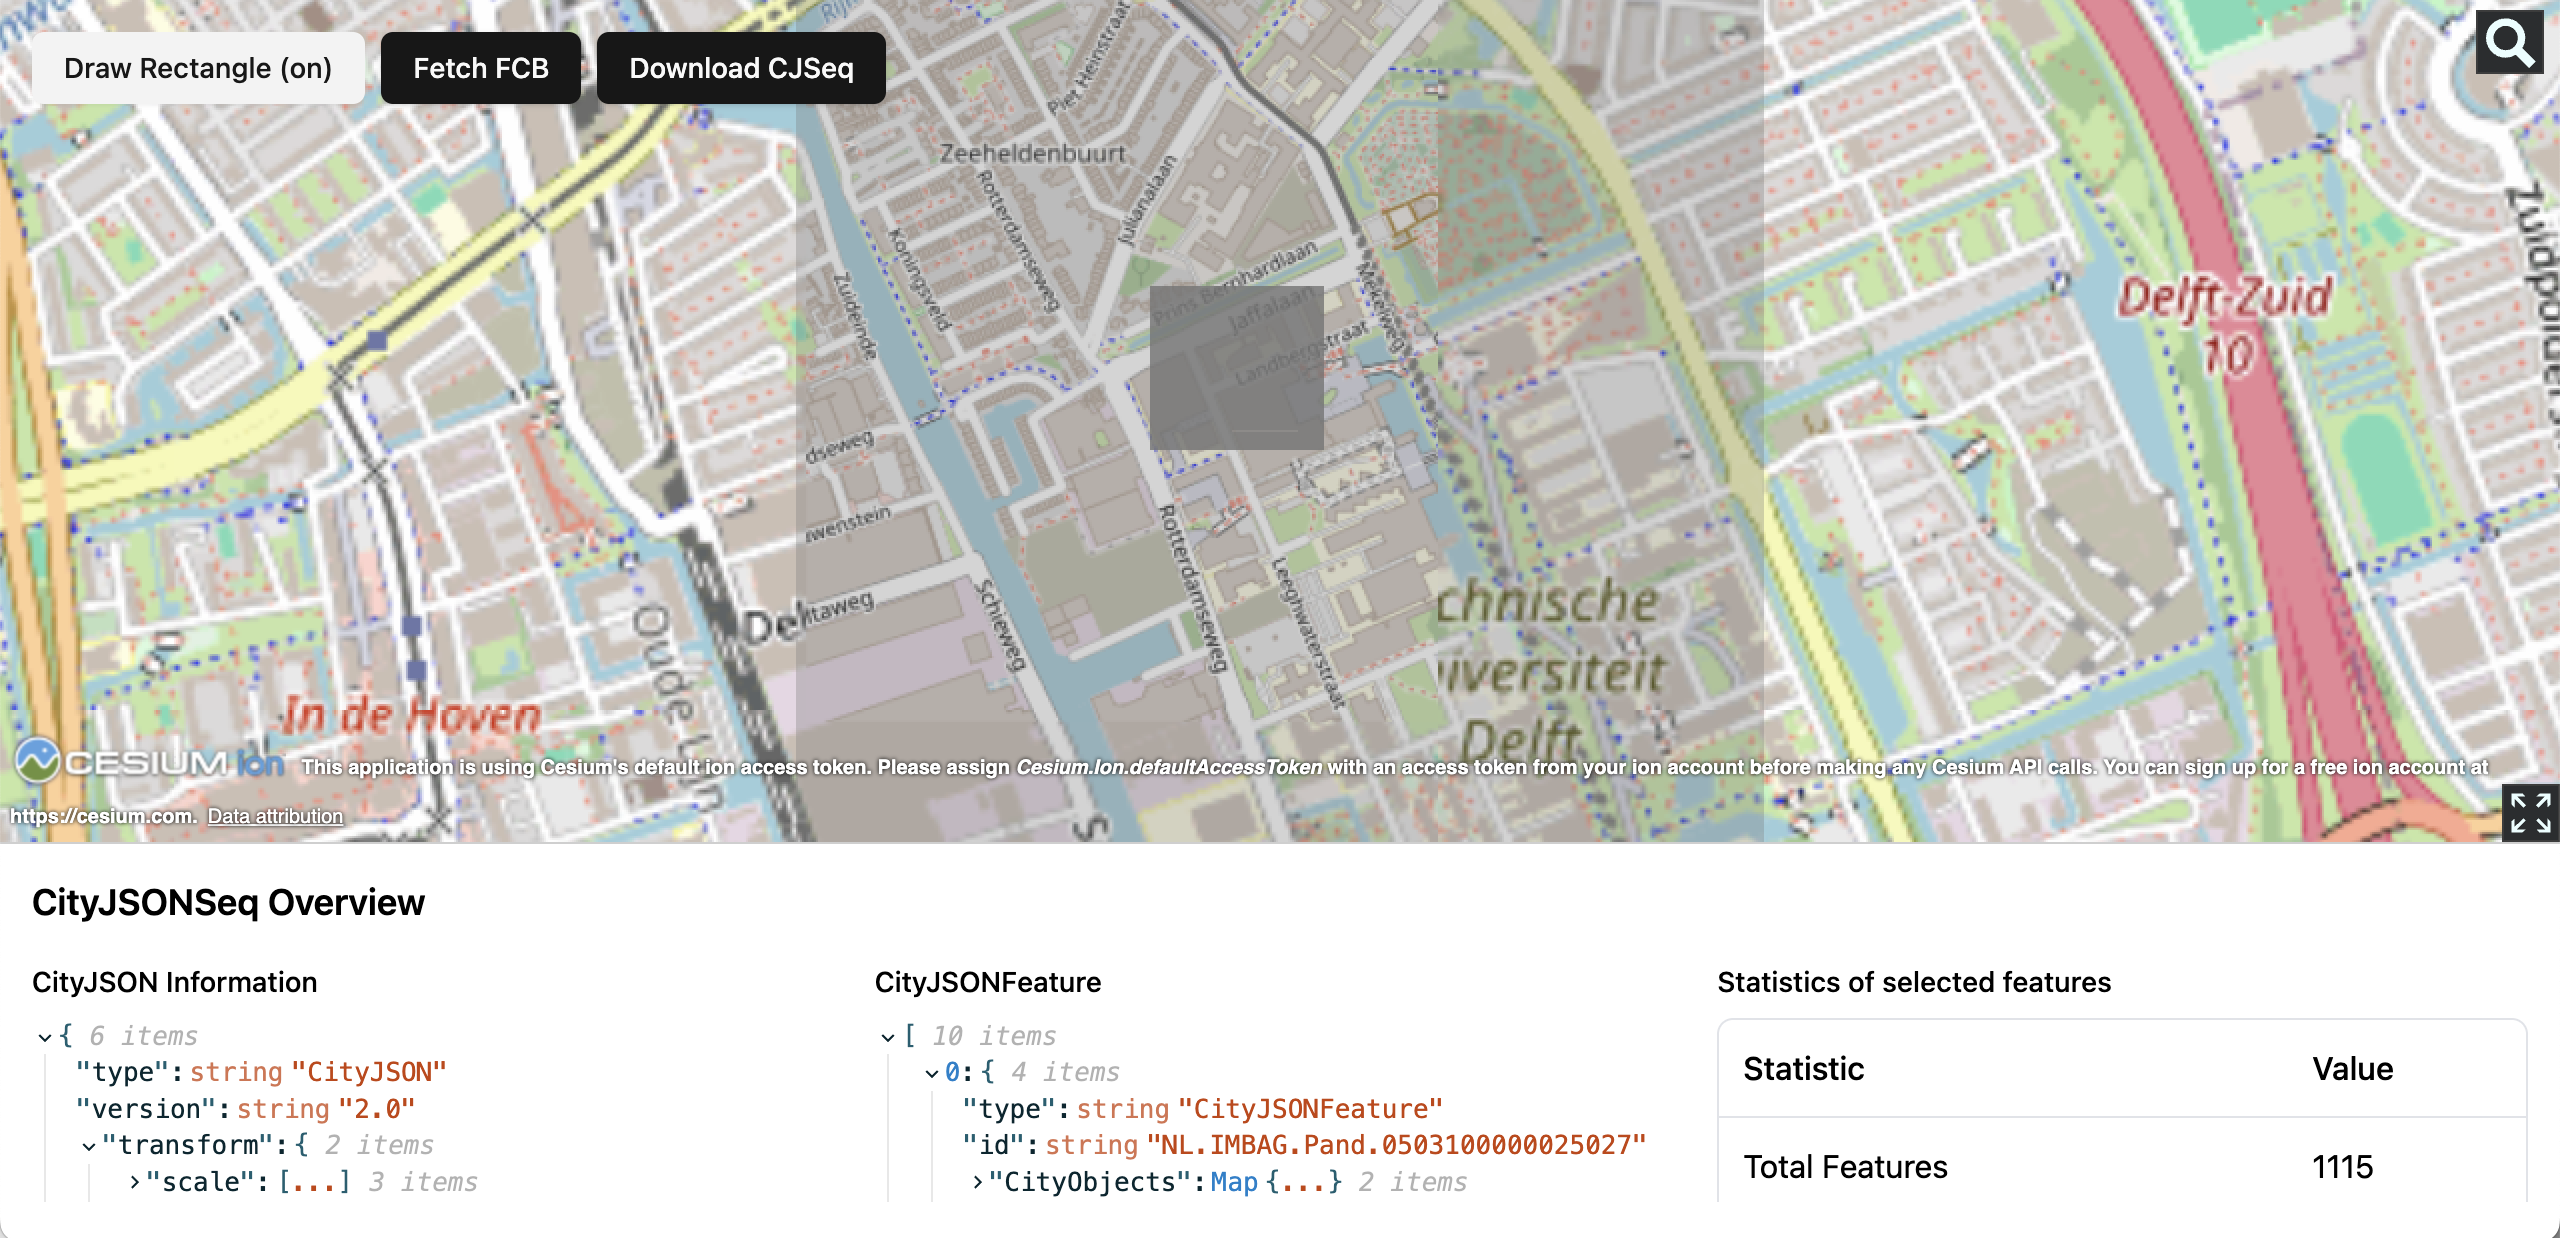 Draw Rectangle (on)
Fetch FCB
Download CJSeq
Piet Heinstraat
Zeeheldenbuurt
Julianalaan
Rotterdamseweg
Koningsveld
Zuideinde
Prins Bernhardlaan
Jaffalaan
Landbergstraat
Mekelweg
Delft-Zuid
10
dseweg
wenstein
Schieweg
Rotterdamseweg
Leeghwaterstraat
De
ltaweg
chnische
iversiteit
Delft
In de Hoven
CESIUM ion
This application is using Cesium's default ion access token. Please assign Cesium.Ion.defaultAccessToken with an access token from your ion account before making any Cesium API calls. You can sign up for a free ion account at
https://cesium.com. Data attribution
CityJSONSeq Overview
CityJSON Information
{ 6 items
"type": string "CityJSON"
"version": string "2.0"
"transform": { 2 items
"scale": [...] 3 items
CityJSONFeature
[ 10 items
0: { 4 items
"type": string "CityJSONFeature"
"id": string "NL.IMBAG.Pand.0503100000025027"
"CityObjects": Map {...} 2 items
Statistics of selected features
Statistic Value
Total Features 1115